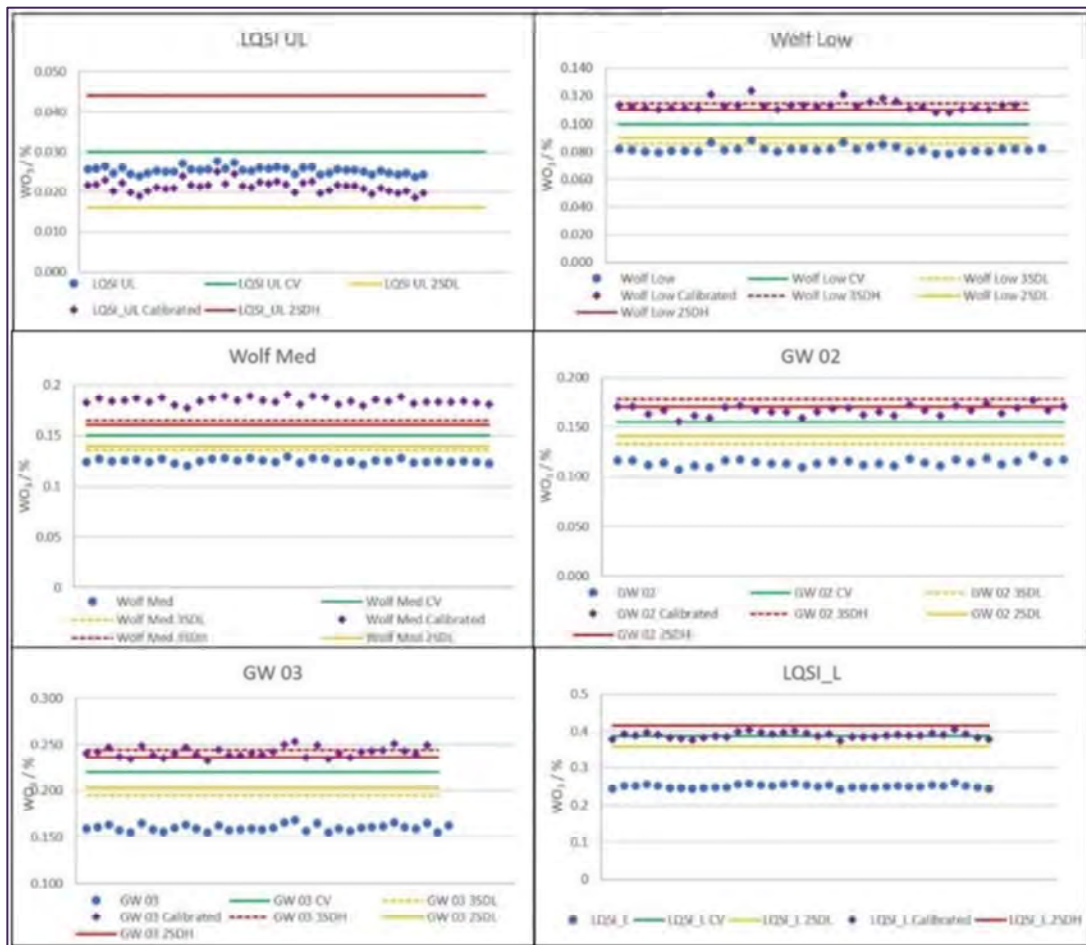 LQSI UL
0.050
0.040
0.030
0.020
0.010
0.000
WO₃ / %
LQSI UL LQSI UL CV LQSI UL 2SDL
LQSI_UL Calibrated LQSI_UL 2SDH
Wolf Low
0.140
0.120
0.100
0.080
0.060
0.040
0.020
0.000
WO₃ / %
Wolf Low Wolf Low CV Wolf Low 3SDL
Wolf Low Calibrated Wolf Low 3SDH Wolf Low 2SDL
Wolf Low 2SDH
Wolf Med
0.2
0.15
0.1
0.05
0
WO₃ / %
Wolf Med Wolf Med CV
Wolf Med 3SDL Wolf Med Calibrated
Wolf Med 3SDH Wolf Med 2SDL
GW 02
0.200
0.150
0.100
0.050
0.000
WO₃ / %
GW 02 GW 02 CV GW 02 3SDL
GW 02 Calibrated GW 02 3SDH GW 02 2SDL
GW 02 2SDH
GW 03
0.300
0.250
0.200
0.150
0.100
WO₃ / %
GW 03 GW 03 CV GW 03 3SDL
GW 03 Calibrated GW 03 3SDH GW 03 2SDL
GW 03 2SDH
LQSI_L
0.5
0.4
0.3
0.2
0.1
0
WO₃ / %
LQSI_L LQSI_L CV LQSI_L 2SDL LQSI_L Calibrated LQSI_L 2SDH